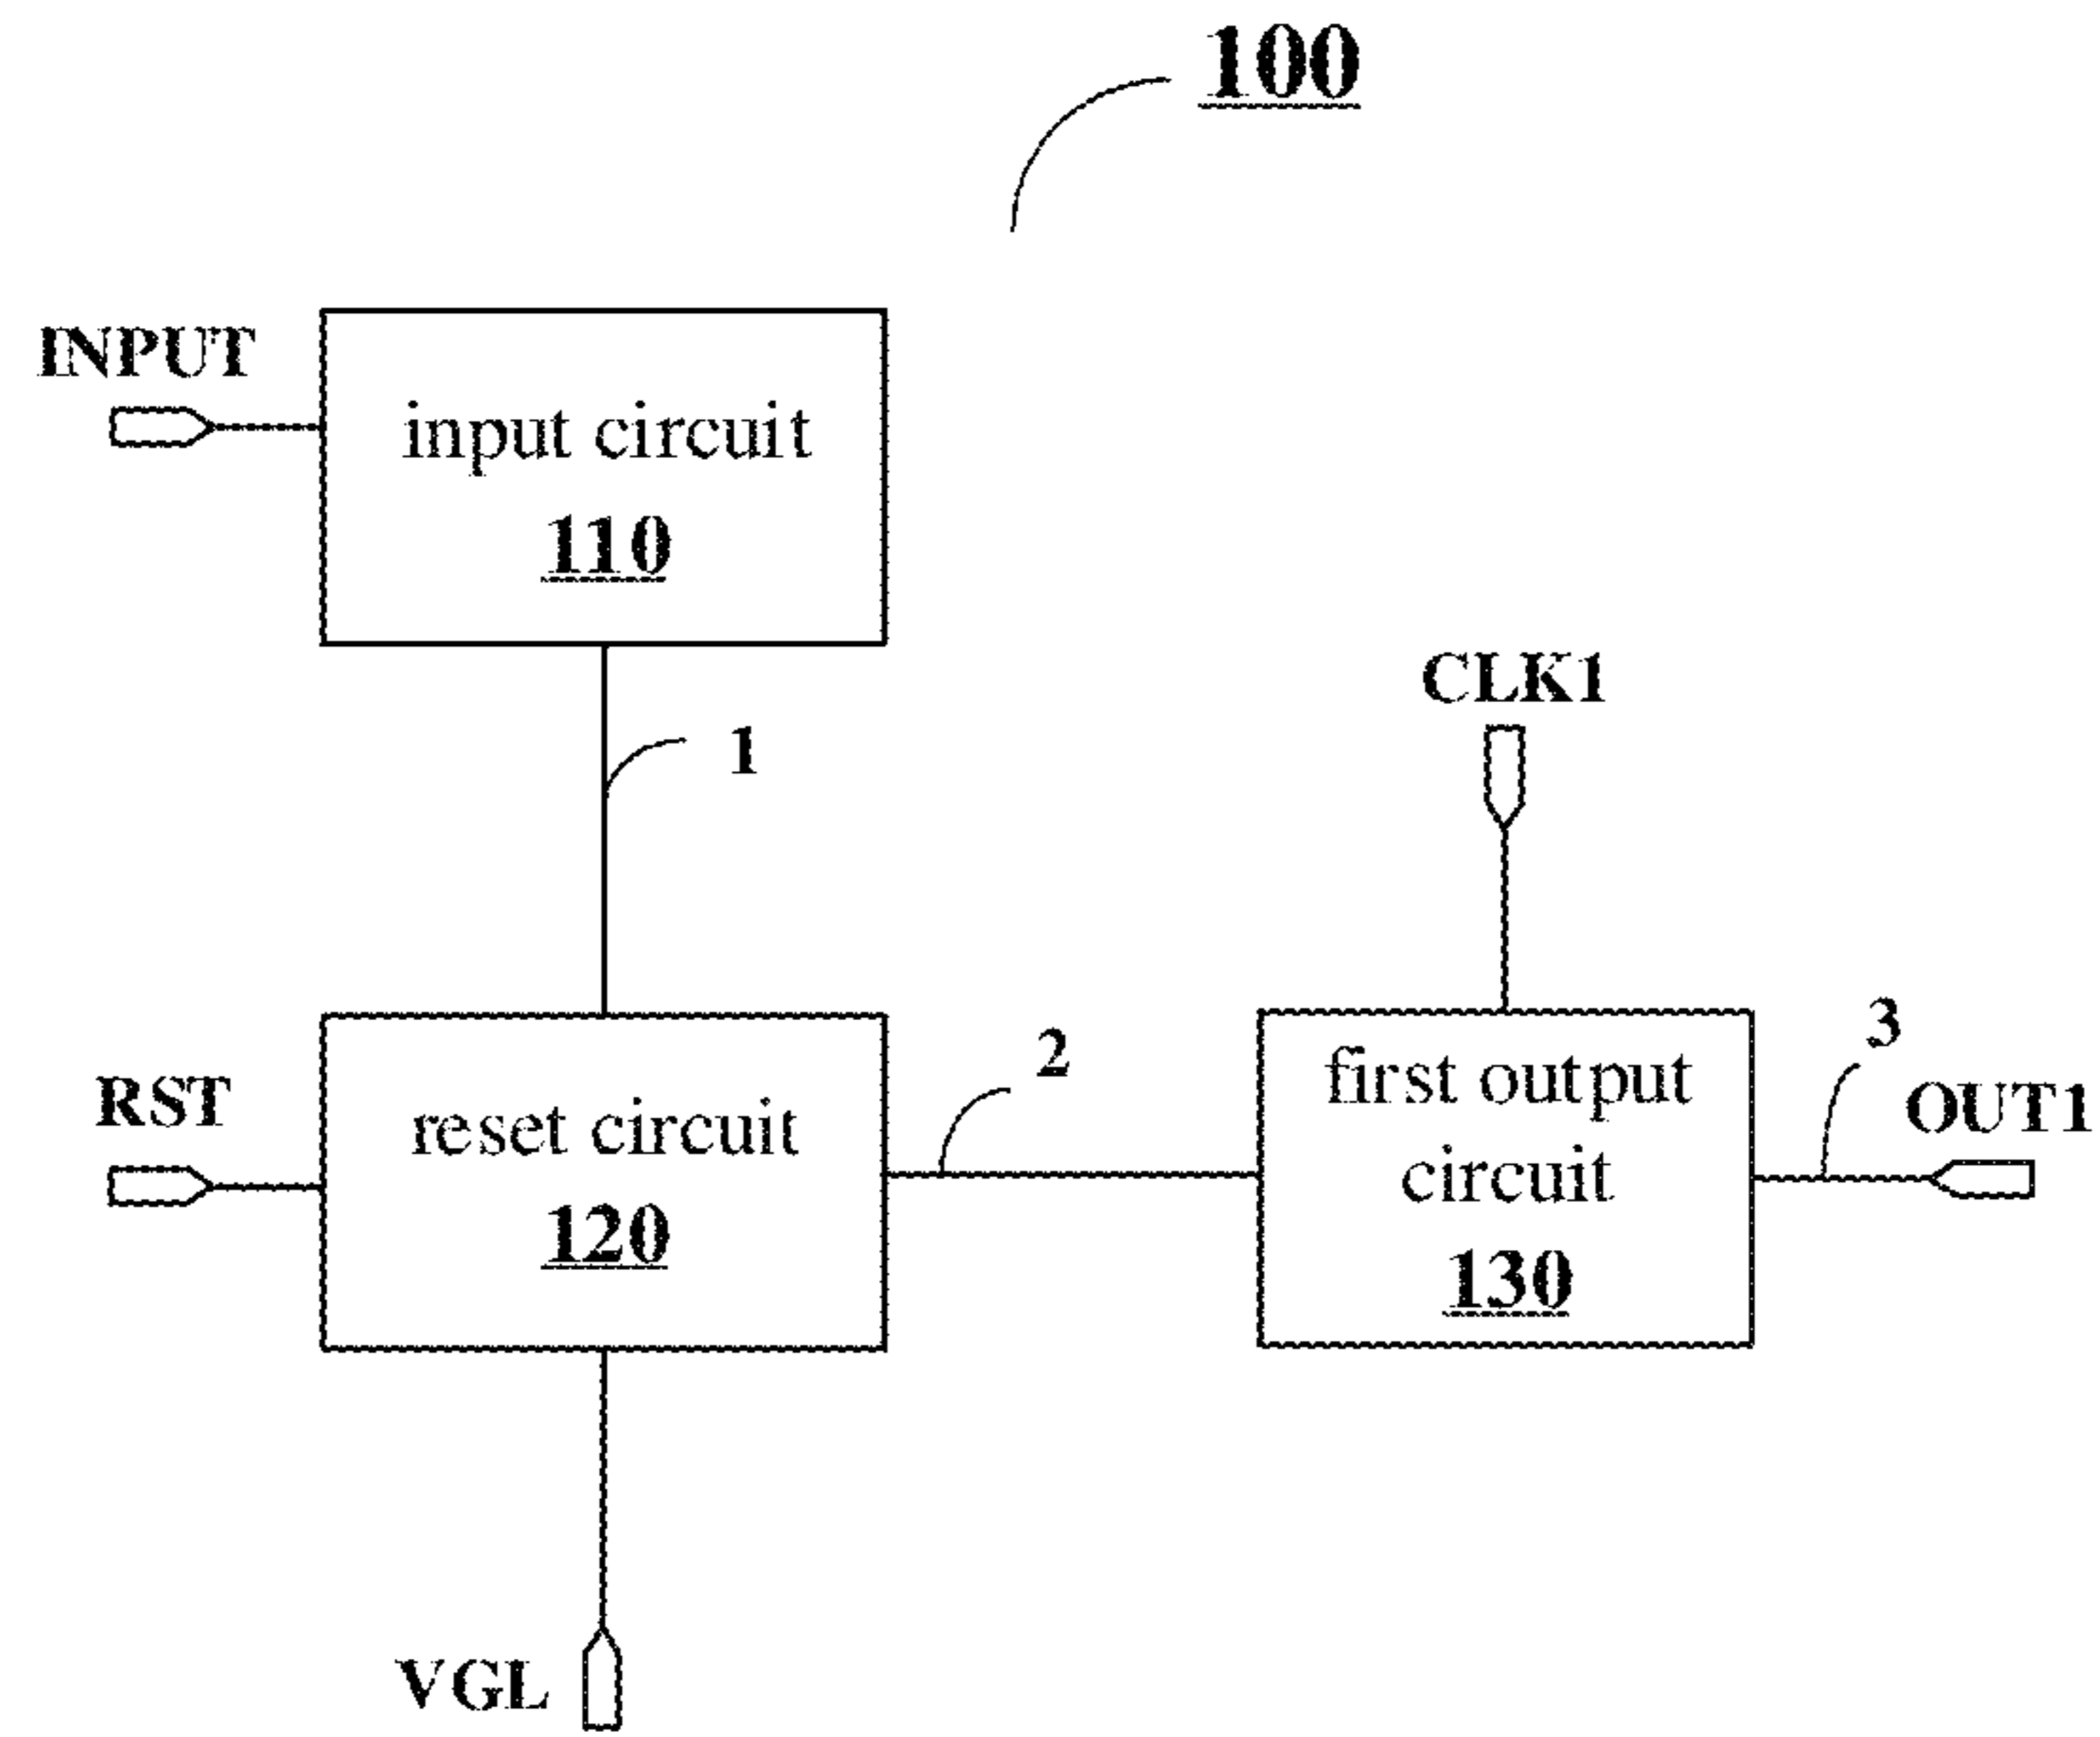 100
INPUT
input circuit
110
1
CLK1
RST
reset circuit
120
2
first output
circuit
130
3
OUT1
VGL